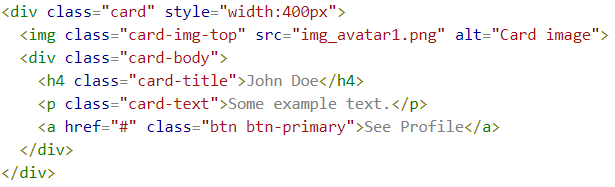 <div class="card" style="width:400px">
  <img class="card-img-top" src="img_avatar1.png" alt="Card image">
  <div class="card-body">
    <h4 class="card-title">John Doe</h4>
    <p class="card-text">Some example text.</p>
    <a href="#" class="btn btn-primary">See Profile</a>
  </div>
</div>